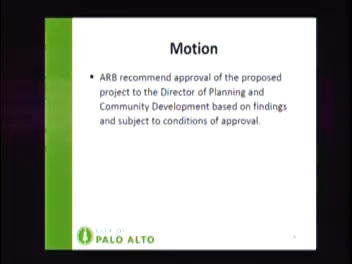 Motion
• ARB recommend approval of the proposed
project to the Director of Planning and
Community Development based on findings
and subject to conditions of approval.
CITY OF
PALO ALTO